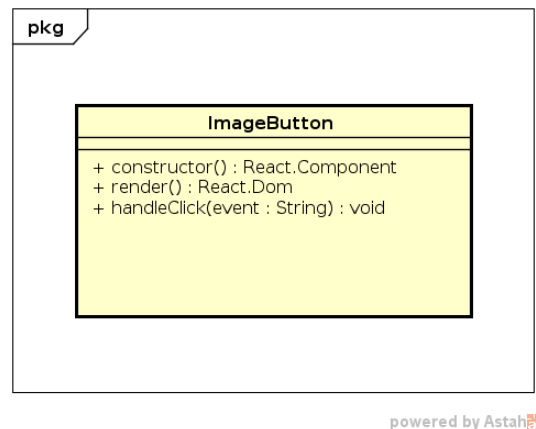 pkg
ImageButton
+ constructor() : React.Component
+ render() : React.Dom
+ handleClick(event : String) : void
powered by Astah